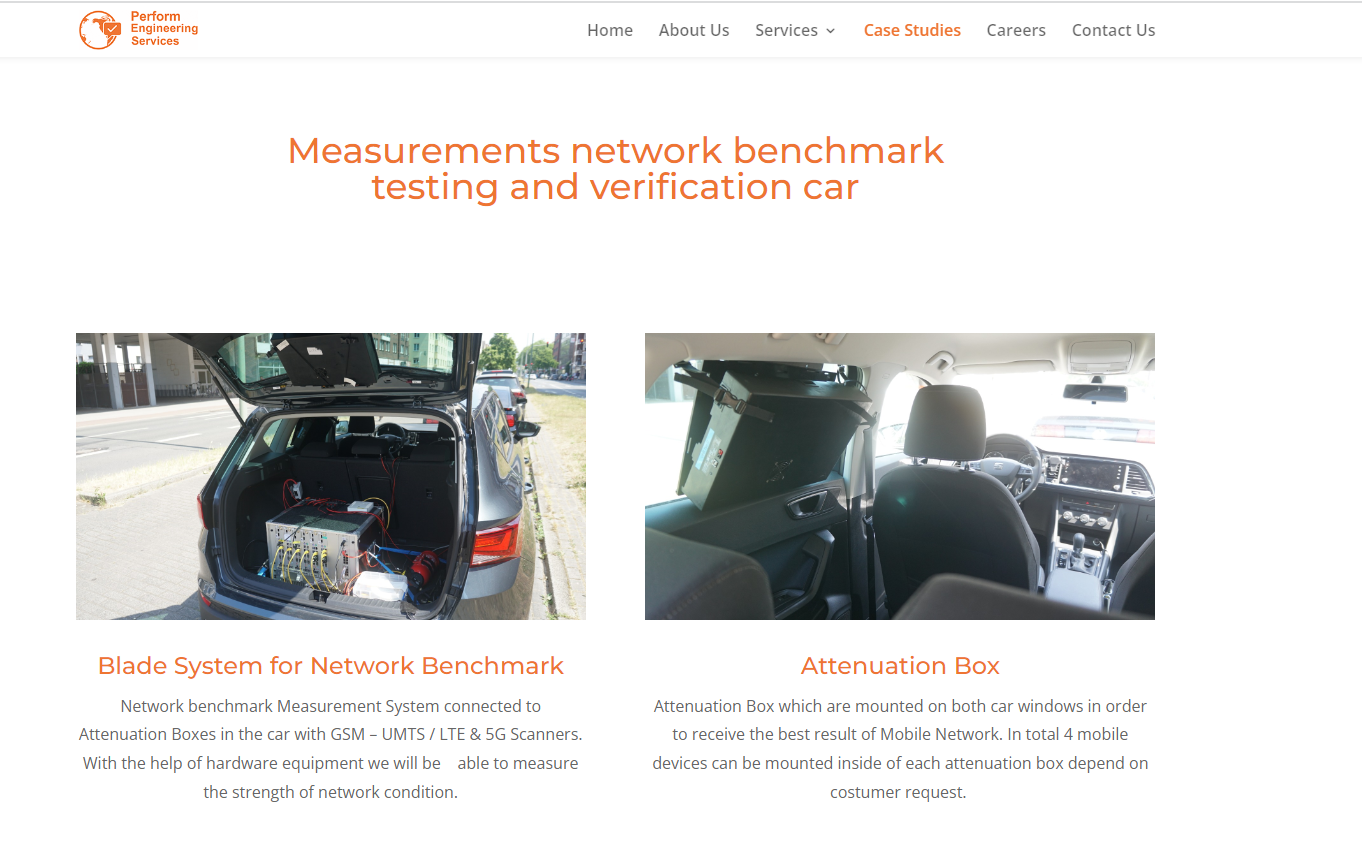 Perform
Engineering
Services
Home About Us Services Case Studies Careers Contact Us
Measurements network benchmark
testing and verification car
Blade System for Network Benchmark
Network benchmark Measurement System connected to
Attenuation Boxes in the car with GSM – UMTS / LTE & 5G Scanners.
With the help of hardware equipment we will be able to measure
the strength of network condition.
Attenuation Box
Attenuation Box which are mounted on both car windows in order
to receive the best result of Mobile Network. In total 4 mobile
devices can be mounted inside of each attenuation box depend on
costumer request.